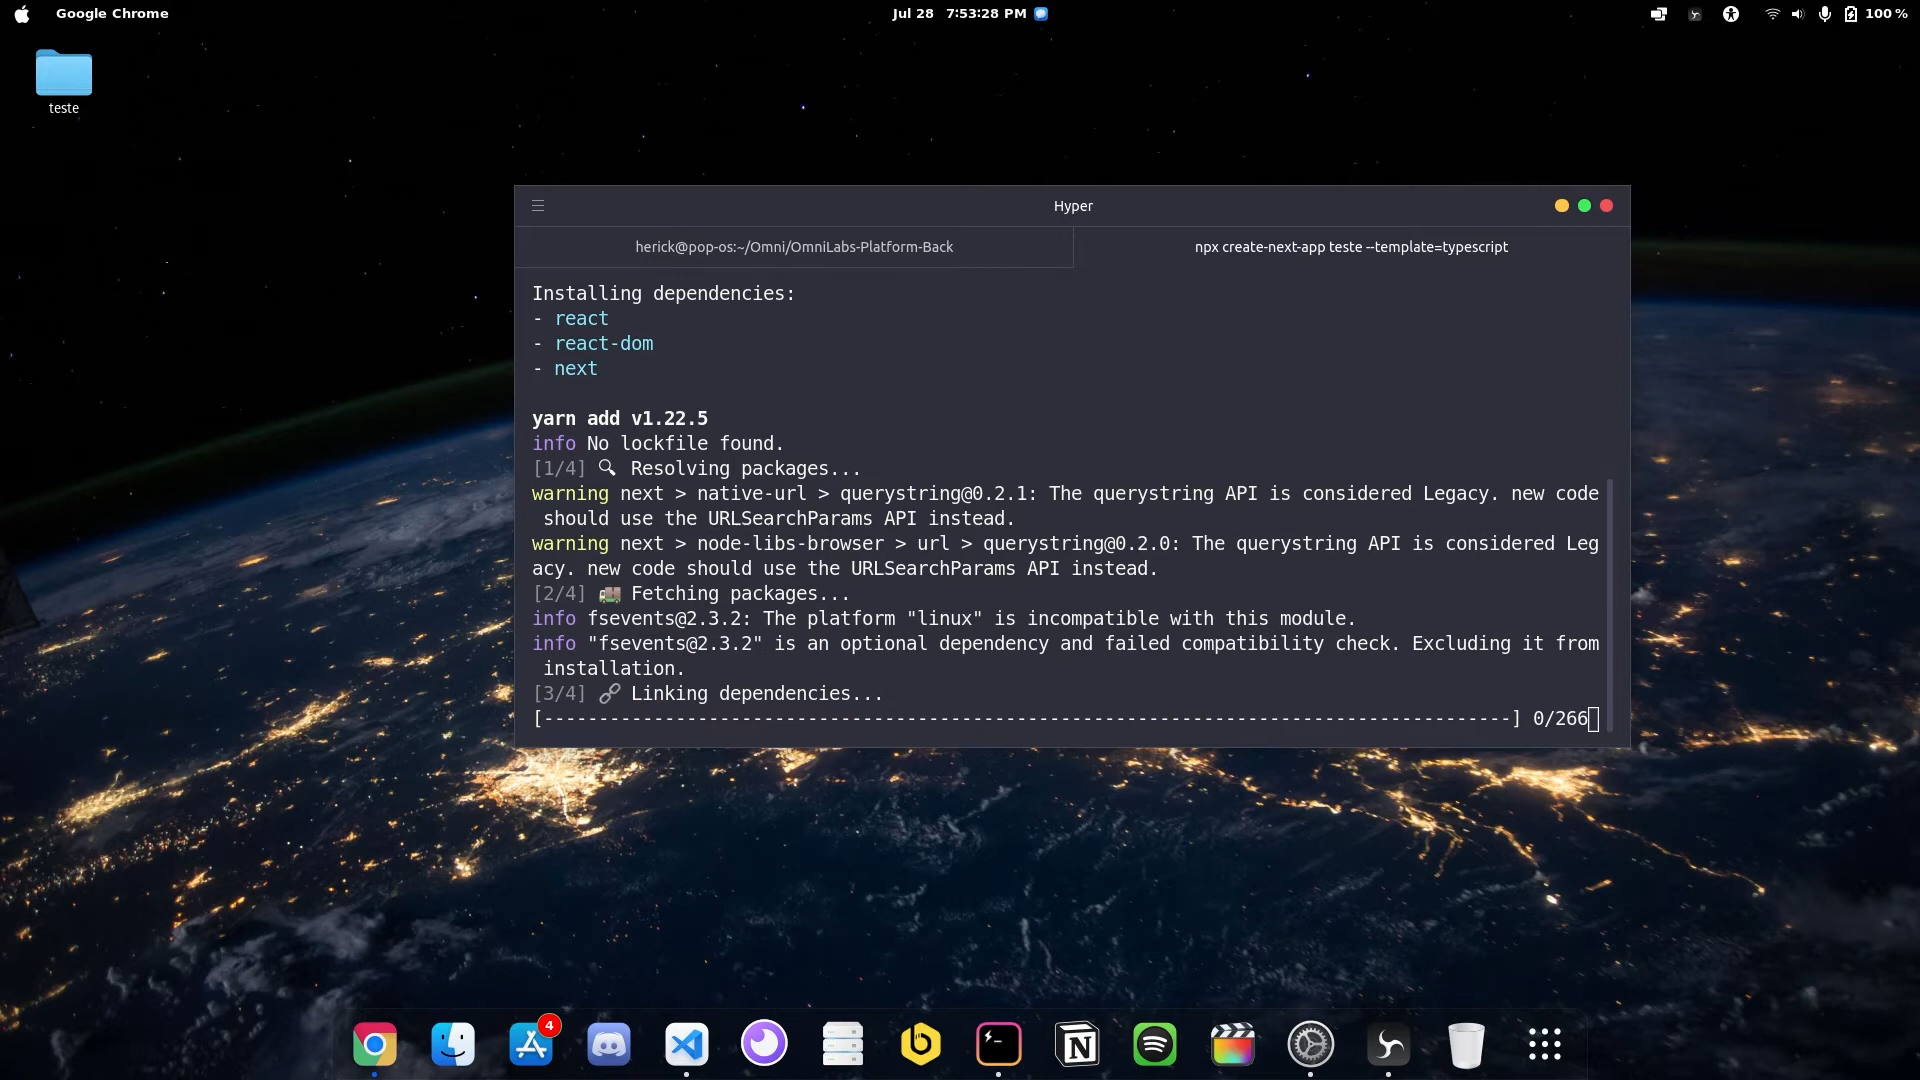 Google Chrome
Jul 28 7:53:28 PM
100 %
teste
Hyper
herick@pop-os:~/Omni/OmniLabs-Platform-Back
npx create-next-app teste --template=typescript
Installing dependencies:
- react
- react-dom
- next
yarn add v1.22.5
info No lockfile found.
[1/4] 🔍 Resolving packages...
warning next > native-url > querystring@0.2.1: The querystring API is considered Legacy. new code
should use the URLSearchParams API instead.
warning next > node-libs-browser > url > querystring@0.2.0: The querystring API is considered Leg
acy. new code should use the URLSearchParams API instead.
[2/4] 🚚 Fetching packages...
info fsevents@2.3.2: The platform "linux" is incompatible with this module.
info "fsevents@2.3.2" is an optional dependency and failed compatibility check. Excluding it from
installation.
[3/4] 🔗 Linking dependencies...
[----------------------------------------------------------------------------------------] 0/266
4